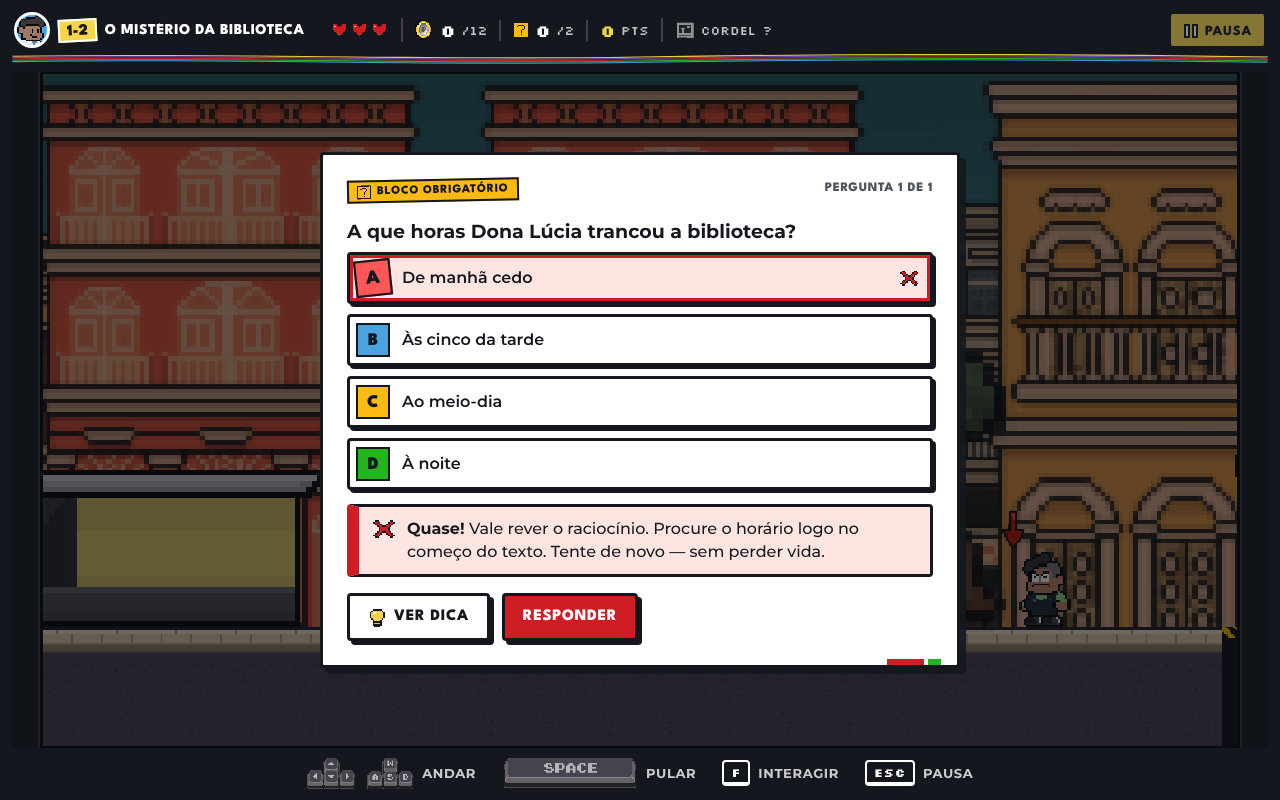 1-2 O MISTÉRIO DA BIBLIOTECA 0 /12 ? 0 /2 0 PTS CORDEL ? PAUSA
? BLOCO OBRIGATÓRIO PERGUNTA 1 DE 1
A que horas Dona Lúcia trancou a biblioteca?
A De manhã cedo
B Às cinco da tarde
C Ao meio-dia
D À noite
Quase! Vale rever o raciocínio. Procure o horário logo no
começo do texto. Tente de novo — sem perder vida.
VER DICA RESPONDER
W A S D ANDAR SPACE PULAR F INTERAGIR ESC PAUSA